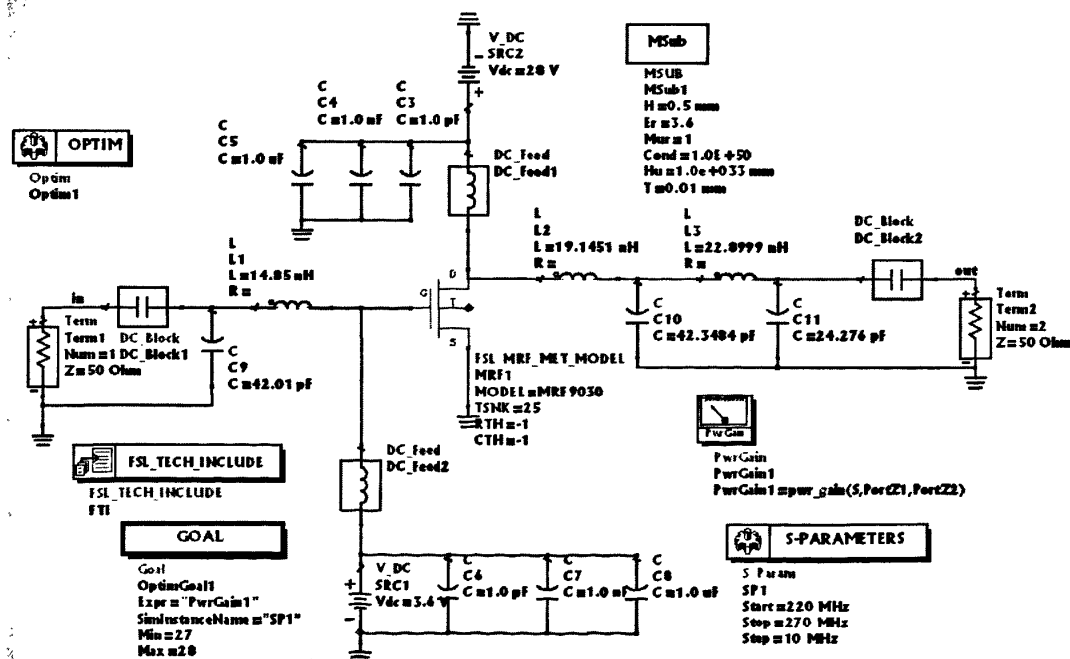 V_DC
SRC2
Vdc=28 V
MSub
MSUB
MSub1
H=0.5 mm
Er=3.6
Mur=1
Cond=1.0E+50
Hu=1.0e+033 mm
T=0.01 mm
OPTIM
Optim
Optim1
C
C5
C=1.0 uF
C
C4
C=1.0 nF
C
C3
C=1.0 pF
DC_Feed
DC_Feed1
L
L1
L=14.85nH
R=
L
L2
L=19.1451 nH
R=
L
L3
L=22.8999 nH
R=
DC_Block
DC_Block2
in
out
Term
Term1
Num=1
Z=50 Ohm
DC_Block
DC_Block1
C
C9
C=42.01 pF
G
D
T
S
FSL_MRF_MET_MODEL
MRF1
MODEL=MRF9030
TSNK=25
RTH=-1
CTH=-1
C
C10
C=42.3484 pF
C
C11
C=24.276 pF
Term
Term2
Num=2
Z=50 Ohm
FSL_TECH_INCLUDE
FSL_TECH_INCLUDE
FTI
DC_Feed
DC_Feed2
PwrGain
PwrGain
PwrGain1
PwrGain1=pwr_gain(S,PortZ1,PortZ2)
GOAL
Goal
OptimGoal1
Expr="PwrGain1"
SimInstanceName="SP1"
Min=27
Max=28
V_DC
SRC1
Vdc=3.4 V
C
C6
C=1.0 pF
C
C7
C=1.0 nF
C
C8
C=1.0 uF
S-PARAMETERS
S_Param
SP1
Start=220 MHz
Stop=270 MHz
Step=10 MHz